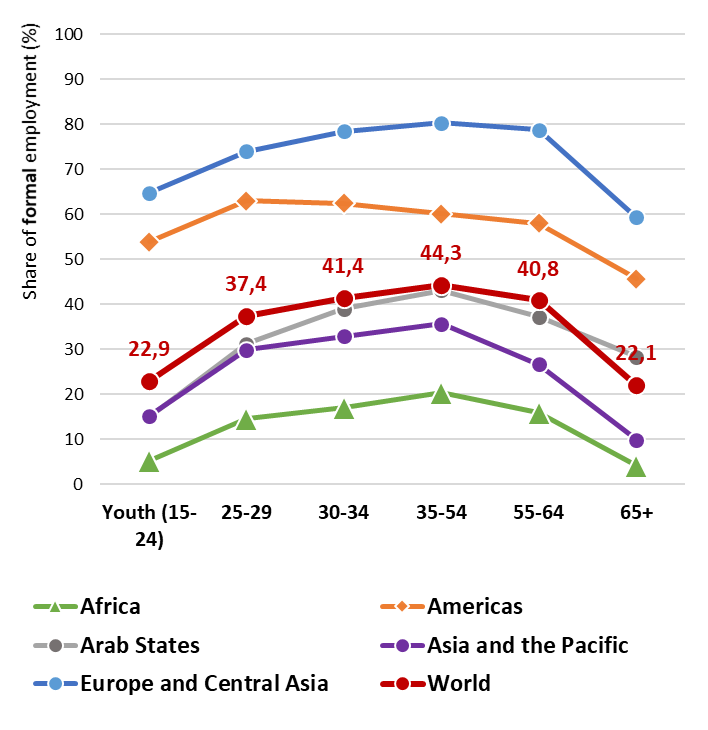 Share of formal employment (%)
100
90
80
70
60
50
40
30
20
10
0
22,9
37,4
41,4
44,3
40,8
22,1
Youth (15-
24)
25-29
30-34
35-54
55-64
65+
Africa
Americas
Arab States
Asia and the Pacific
Europe and Central Asia
World